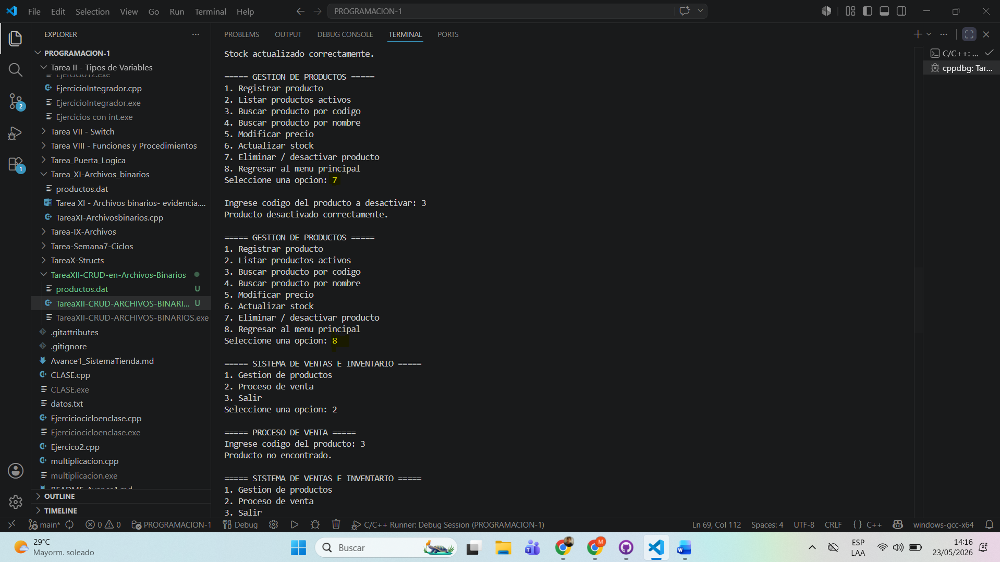 File Edit Selection View Go Run Terminal Help
PROGRAMACION-1
EXPLORER
PROGRAMACION-1
Tarea II - Tipos de Variables
Ejercicio12.exe
EjercicioIntegrador.cpp
EjercicioIntegrador.exe
Ejercicios con int.exe
Tarea VII - Switch
Tarea VIII - Funciones y Procedimientos
Tarea_Puerta_Logica
Tarea_XI-Archivos_binarios
productos.dat
Tarea XI - Archivos binarios- evidencia....
TareaXI-Archivosbinarios.cpp
Tarea-IX-Archivos
Tarea-Semana7-Ciclos
TareaX-Structs
TareaXII-CRUD-en-Archivos-Binarios
productos.dat U
TareaXII-CRUD-ARCHIVOS-BINARI... U
TareaXII-CRUD-ARCHIVOS-BINARIOS.exe
.gitattributes
.gitignore
Avance1_SistemaTienda.md
CLASE.cpp
CLASE.exe
datos.txt
Ejerciciocicloenclase.cpp
Ejerciciocicloenclase.exe
Ejercico2.cpp
multiplicacion.cpp
multiplicacion.exe
README_Avance1.md
OUTLINE
TIMELINE
2
1
PROBLEMS OUTPUT DEBUG CONSOLE TERMINAL PORTS
Stock actualizado correctamente.
===== GESTION DE PRODUCTOS =====
1. Registrar producto
2. Listar productos activos
3. Buscar producto por codigo
4. Buscar producto por nombre
5. Modificar precio
6. Actualizar stock
7. Eliminar / desactivar producto
8. Regresar al menu principal
Seleccione una opcion: 7
Ingrese codigo del producto a desactivar: 3
Producto desactivado correctamente.
===== GESTION DE PRODUCTOS =====
1. Registrar producto
2. Listar productos activos
3. Buscar producto por codigo
4. Buscar producto por nombre
5. Modificar precio
6. Actualizar stock
7. Eliminar / desactivar producto
8. Regresar al menu principal
Seleccione una opcion: 8
===== SISTEMA DE VENTAS E INVENTARIO =====
1. Gestion de productos
2. Proceso de venta
3. Salir
Seleccione una opcion: 2
===== PROCESO DE VENTA =====
Ingrese codigo del producto: 3
Producto no encontrado.
===== SISTEMA DE VENTAS E INVENTARIO =====
1. Gestion de productos
2. Proceso de venta
3. Salir
C/C++: ...
cppdbg: Tar...
main* 0 0 PROGRAMACION-1 Debug C/C++ Runner: Debug Session (PROGRAMACION-1) Ln 69, Col 112 Spaces: 4 UTF-8 CRLF {} C++ windows-gcc-x64
29°C
Mayorm. soleado
Buscar
M
ESP
LAA
14:16
23/05/2026